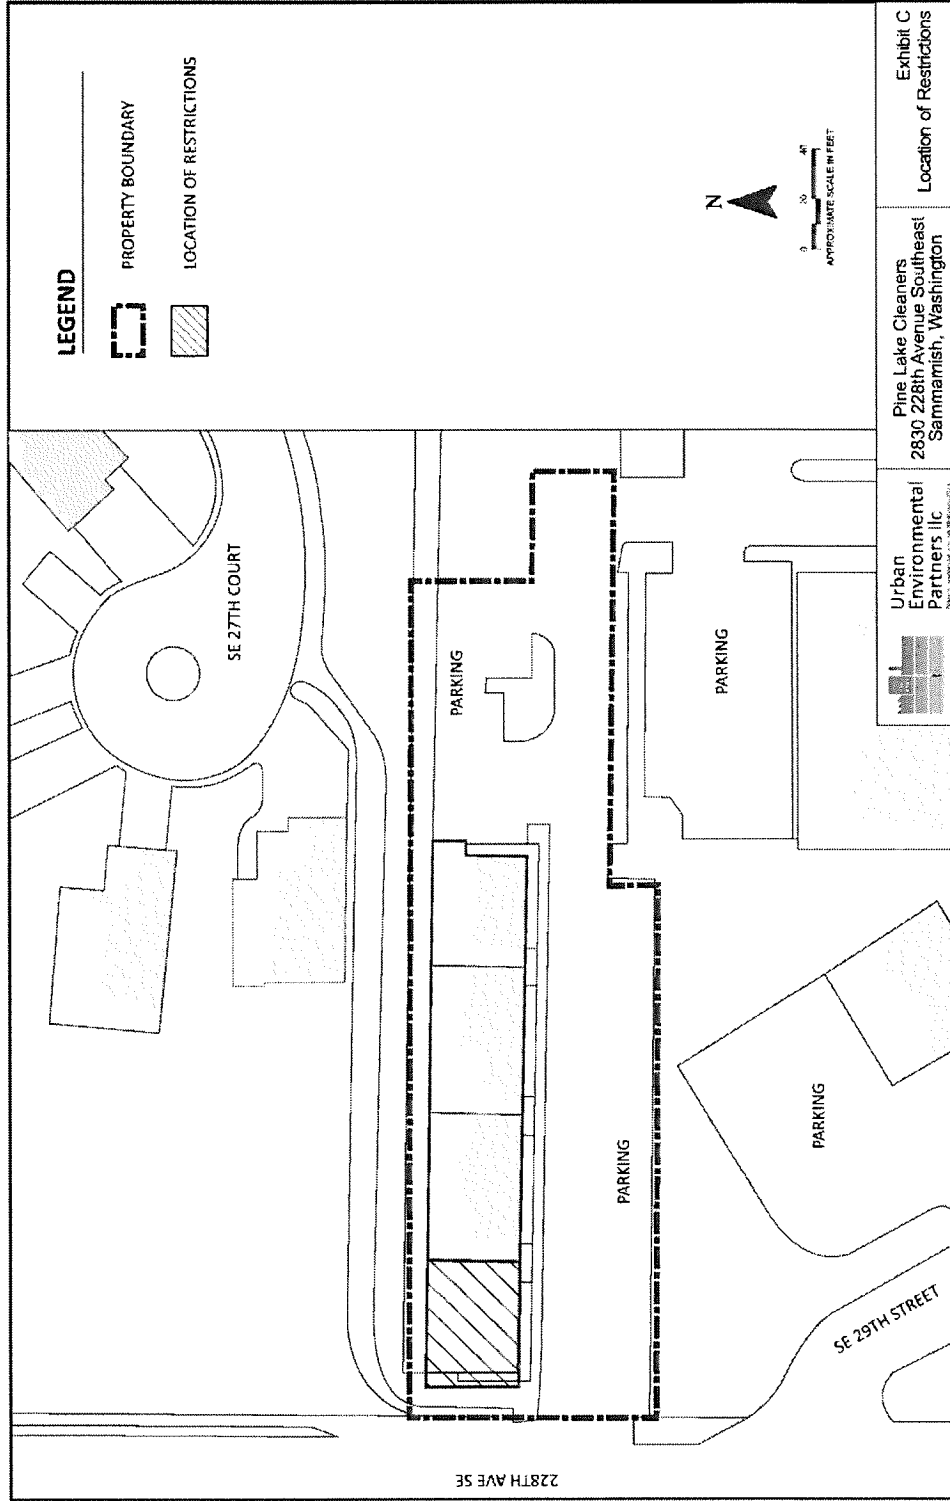 LEGEND
PROPERTY BOUNDARY
LOCATION OF RESTRICTIONS
SE 27TH COURT
PARKING
PARKING
PARKING
PARKING
228TH AVE SE
SE 29TH STREET
N
0 20 40
APPROXIMATE SCALE IN FEET
Urban
Environmental
Partners llc
Pine Lake Cleaners
2830 228th Avenue Southeast
Sammamish, Washington
Exhibit C
Location of Restrictions